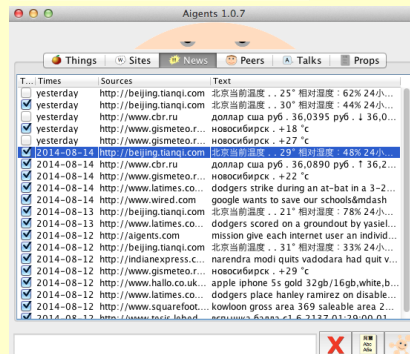 Aigents 1.0.7
Things Sites News Peers Talks Props
T... Times Sources Text
yesterday http://beijing.tianqi.com 北京当前温度 . . 25° 相对湿度 : 62% 24小...
yesterday http://beijing.tianqi.com 北京当前温度 . . 30° 相对湿度 : 44% 24小...
yesterday http://www.cbr.ru доллар сша руб . 36,0395 руб . ↓ 36,0...
yesterday http://www.gismeteo.r... новосибирск . +18 °c
yesterday http://www.gismeteo.r... новосибирск . +27 °c
2014-08-14 http://beijing.tianqi.com 北京当前温度 . . 29° 相对湿度 : 48% 24小...
2014-08-14 http://www.cbr.ru доллар сша руб . 36,0890 руб . ↑ 36,2...
2014-08-14 http://www.gismeteo.r... новосибирск . +22 °c
2014-08-14 http://www.latimes.co... dodgers strike during an at-bat in a 3-2...
2014-08-14 http://www.wired.com google wants to save our schools&mdash
2014-08-13 http://beijing.tianqi.com 北京当前温度 . . 21° 相对湿度 : 78% 24小...
2014-08-13 http://www.latimes.co... dodgers scored on a groundout by yasiel...
2014-08-12 http://aigents.com mission give each internet user an individ...
2014-08-12 http://beijing.tianqi.com 北京当前温度 . . 31° 相对湿度 : 33% 24小...
2014-08-12 http://indianexpress.c... narendra modi quits vadodara had quit v...
2014-08-12 http://www.gismeteo.r... новосибирск . +29 °c
2014-08-12 http://www.hallo.co.uk... apple iphone 5s gold 32gb/16gb,white,b...
2014-08-12 http://www.latimes.co... dodgers place hanley ramirez on disable...
2014-08-12 http://www.squarefoot.... kowloon gross area 369 saleable area 2...
2014-08-12
X
Abc